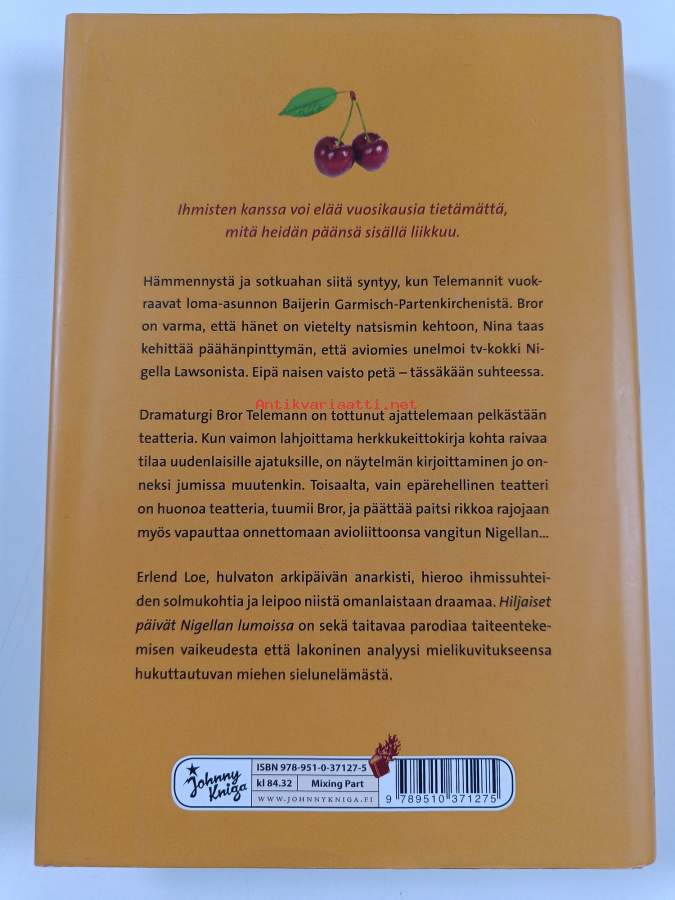 Ihmisten kanssa voi elää vuosikausia tietämättä,
mitä heidän päänsä sisällä liikkuu.
Hämmennystä ja sotkuahan siitä syntyy, kun Telemannit vuok-
raavat loma-asunnon Baijerin Garmisch-Partenkirchenistä. Bror
on varma, että hänet on vietelty natsismin kehtoon, Nina taas
kehittää päähänpinttymän, että aviomies unelmoi tv-kokki Ni-
gella Lawsonista. Eipä naisen vaisto petä – tässäkään suhteessa.
Antikvariaatti.net
Dramaturgi Bror Telemann on tottunut ajattelemaan pelkästään
teatteria. Kun vaimon lahjoittama herkkukeittokirja kohta raivaa
tilaa uudenlaisille ajatuksille, on näytelmän kirjoittaminen jo on-
neksi jumissa muutenkin. Toisaalta, vain epärehellinen teatteri
on huonoa teatteria, tuumii Bror, ja päättää paitsi rikkoa rajojaan
myös vapauttaa onnettomaan avioliittoonsa vangitun Nigellan...
Erlend Loe, hulvaton arkipäivän anarkisti, hieroo ihmissuhtei-
den solmukohtia ja leipoo niistä omanlaistaan draamaa. Hiljaiset
päivät Nigellan lumoissa on sekä taitavaa parodiaa taiteenteke-
misen vaikeudesta että lakoninen analyysi mielikuvitukseensa
hukuttautuvan miehen sielunelämästä.
Johnny
Kniga
ISBN 978-951-0-37127-5
kl 84.32 Mixing Part
WWW.JOHNNYKNIGA.FI
9 789510 371275